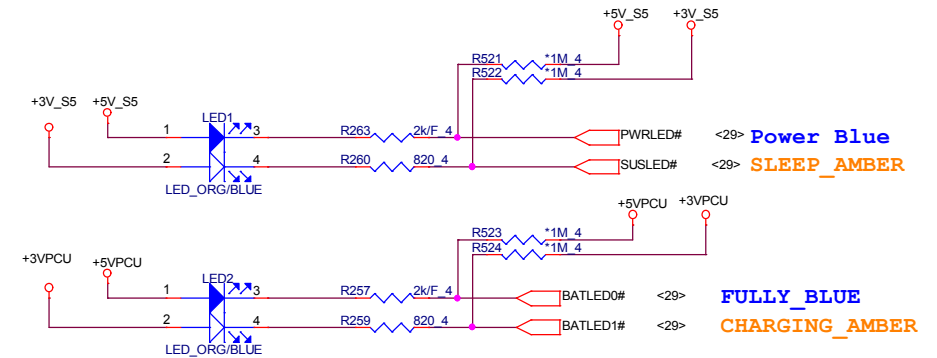 +5V_S5 +3V_S5
R521 *1M_4
R522 *1M_4
+3V_S5 +5V_S5
LED1
1 3 R263 2k/F_4 PWRLED# <29> Power Blue
2 4 R260 820_4 SUSLED# <29> SLEEP_AMBER
LED_ORG/BLUE
+5VPCU +3VPCU
R523 *1M_4
R524 *1M_4
+3VPCU +5VPCU
LED2
1 3 R257 2k/F_4 BATLED0# <29> FULLY_BLUE
2 4 R259 820_4 BATLED1# <29> CHARGING_AMBER
LED_ORG/BLUE